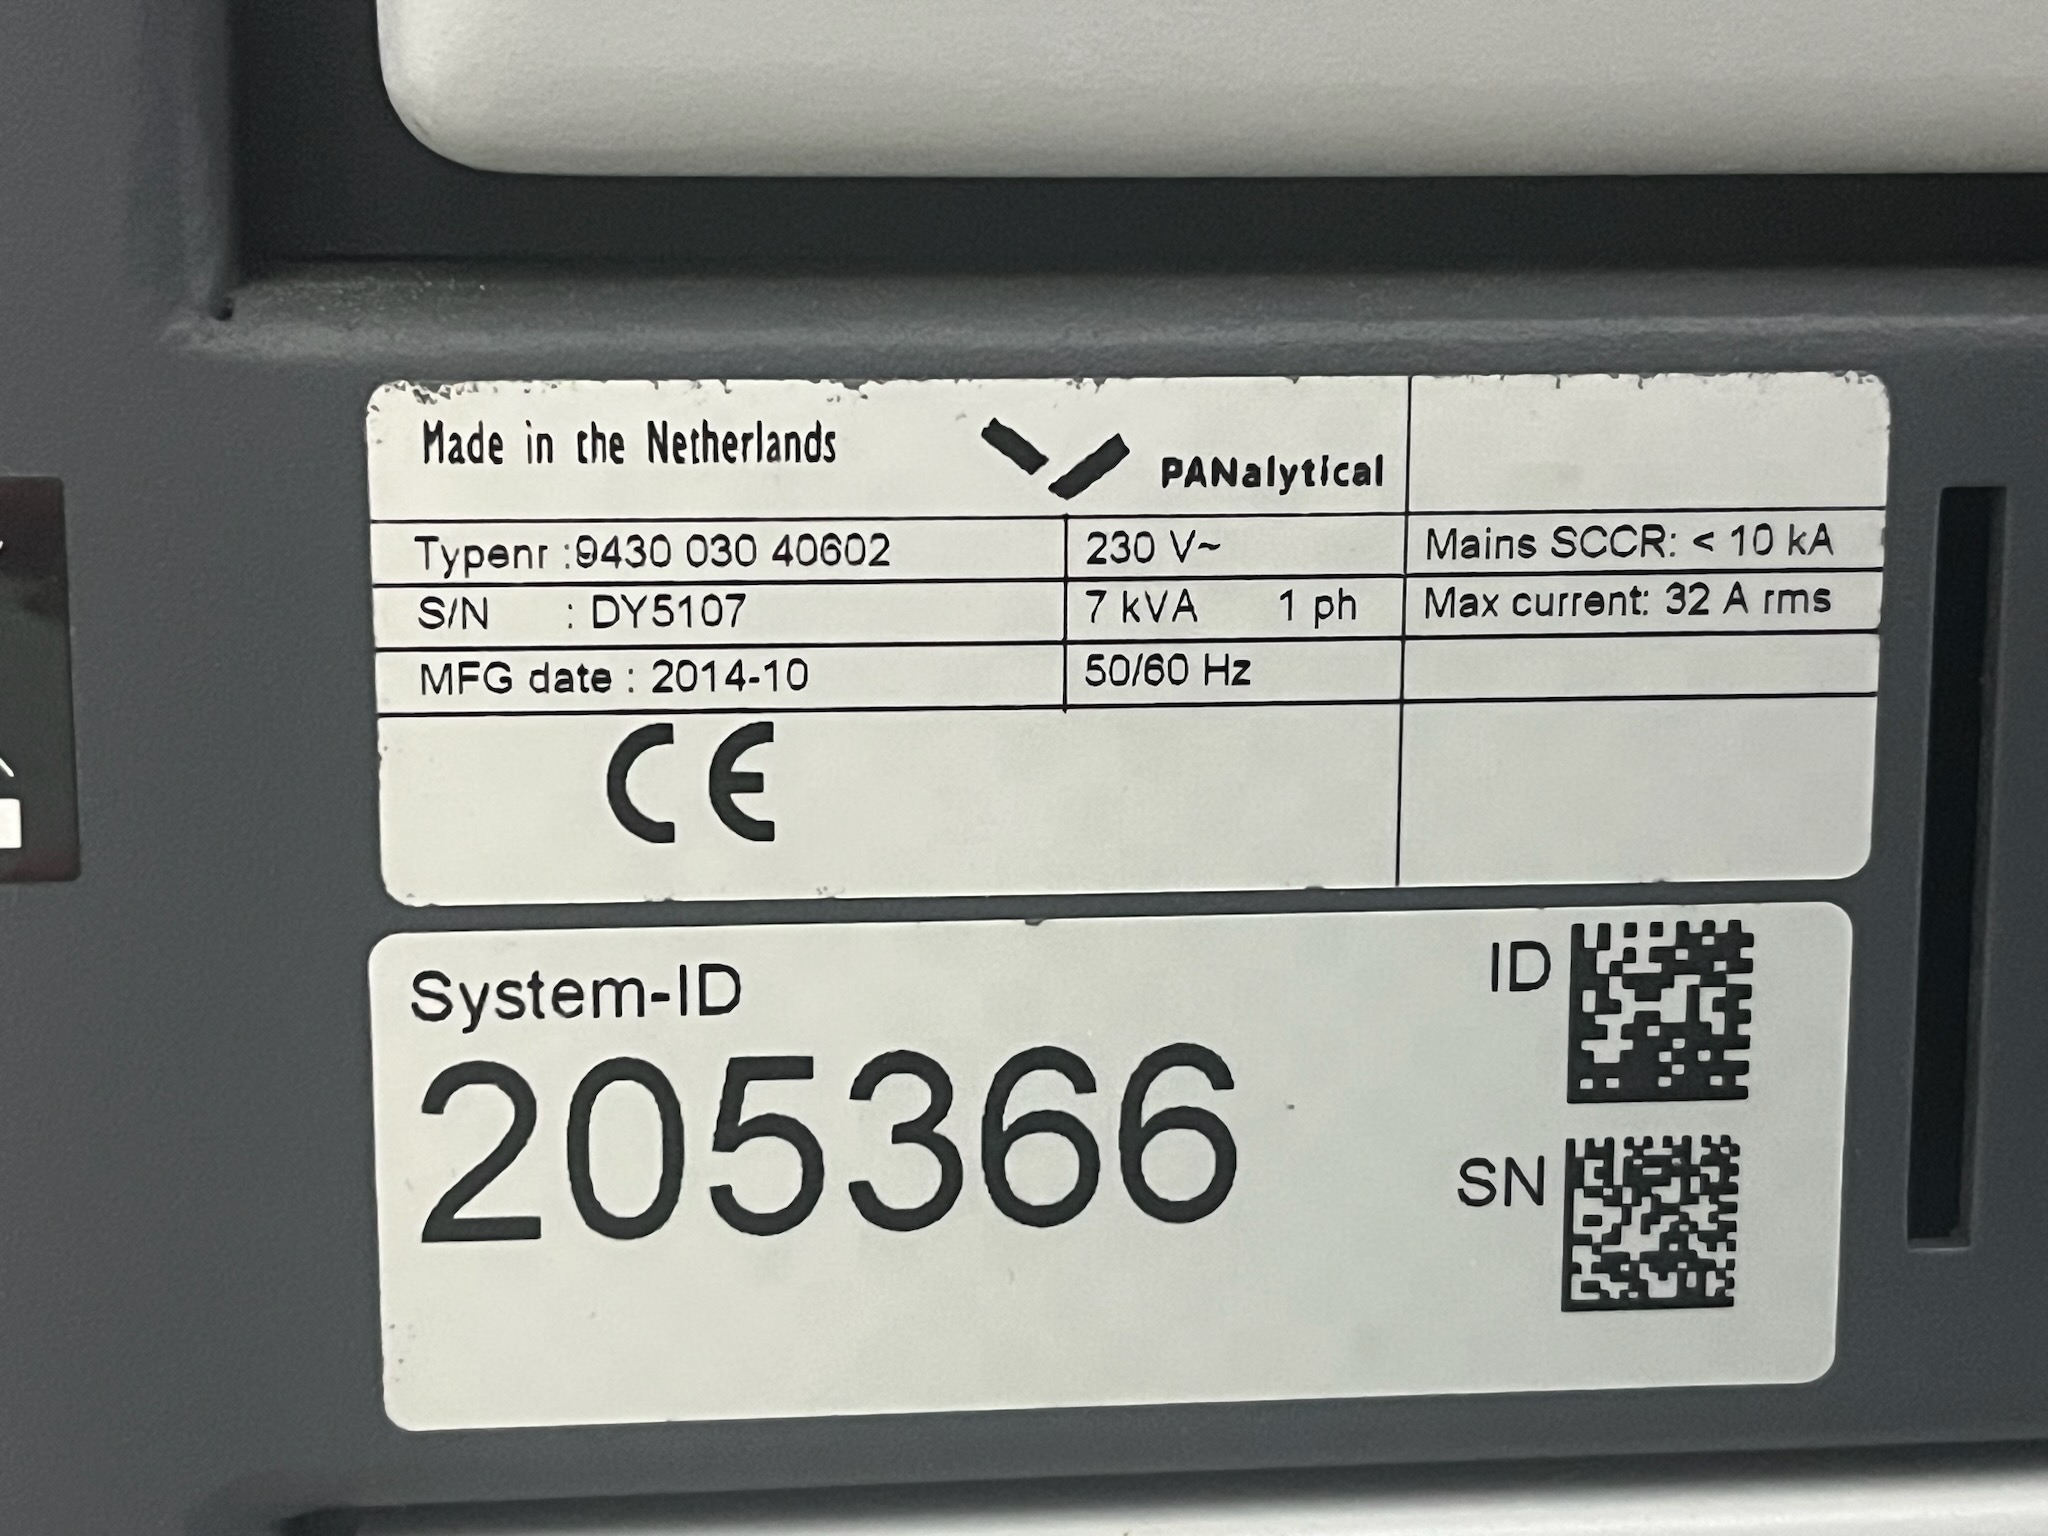 Made in the Netherlands
PANalytical
Typenr :9430 030 40602
230 V~
Mains SCCR: < 10 kA
S/N : DY5107
7 kVA 1 ph
Max current: 32 A rms
MFG date : 2014-10
50/60 Hz
CE
System-ID
ID
205366
SN